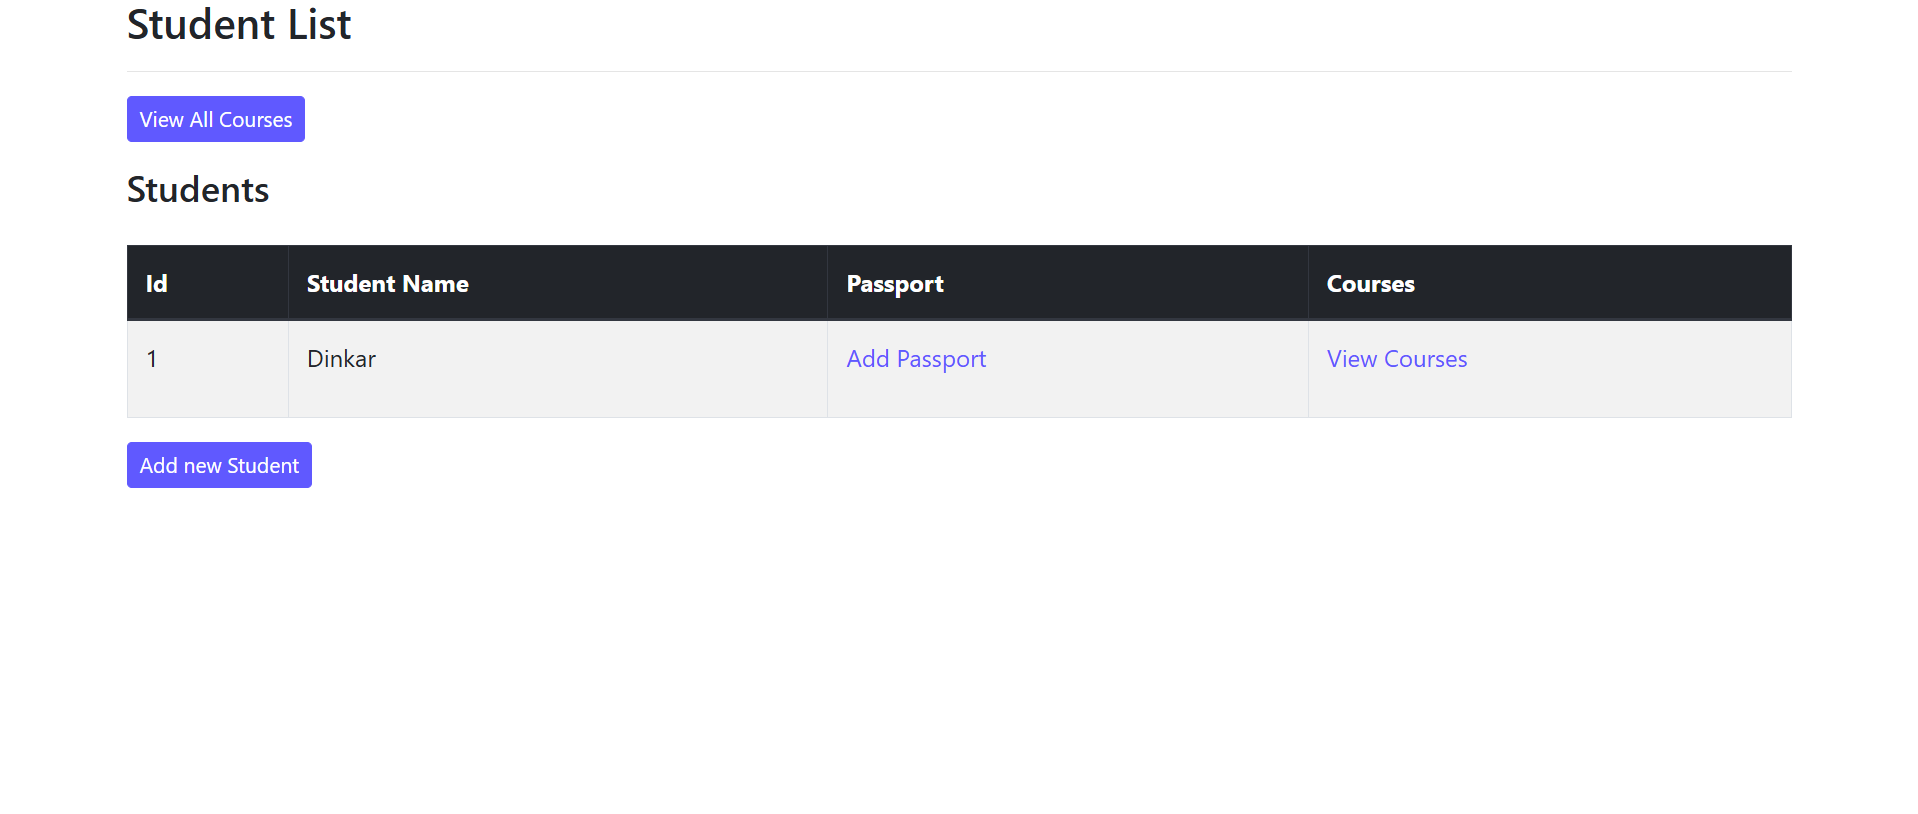 Student List
View All Courses
Students
Id Student Name Passport Courses
1 Dinkar Add Passport View Courses
Add new Student